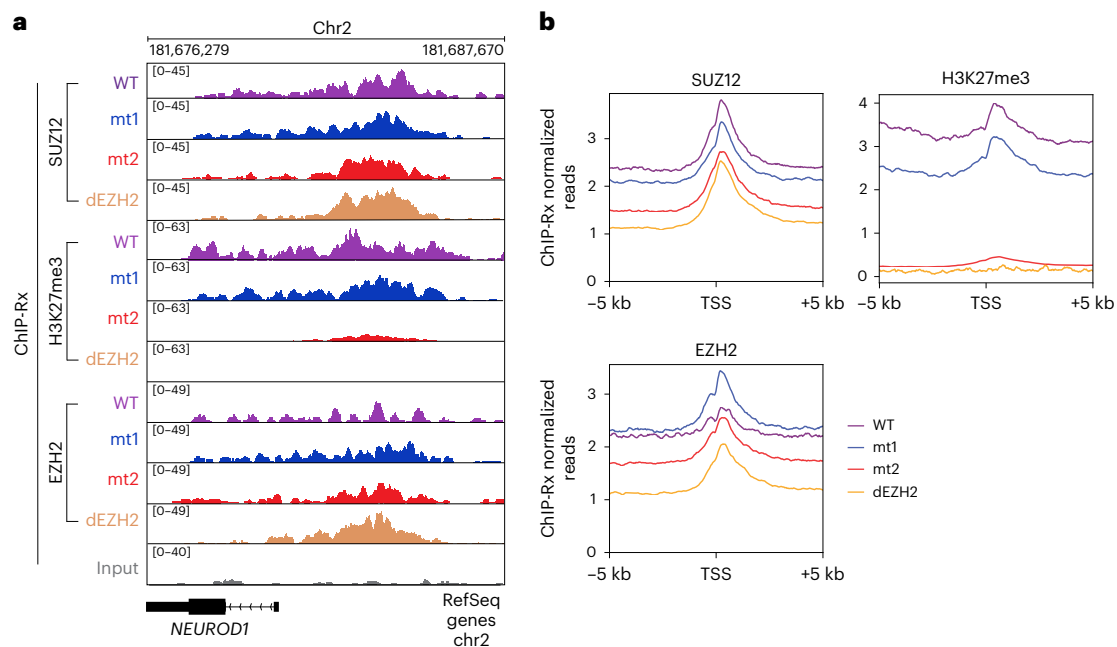 a
Chr2
181,676,279
181,687,670
ChIP-Rx
SUZ12
WT
[0–45]
mt1
[0–45]
mt2
[0–45]
dEZH2
[0–45]
H3K27me3
WT
[0–63]
mt1
[0–63]
mt2
[0–63]
dEZH2
[0–63]
EZH2
WT
[0–49]
mt1
[0–49]
mt2
[0–49]
dEZH2
[0–49]
Input
[0–40]
NEUROD1
RefSeq
genes
chr2
b
SUZ12
ChIP-Rx normalized
reads
3
2
1
0
−5 kb
TSS
+5 kb
H3K27me3
4
3
2
1
0
−5 kb
TSS
+5 kb
EZH2
ChIP-Rx normalized
reads
3
2
1
0
−5 kb
TSS
+5 kb
WT
mt1
mt2
dEZH2